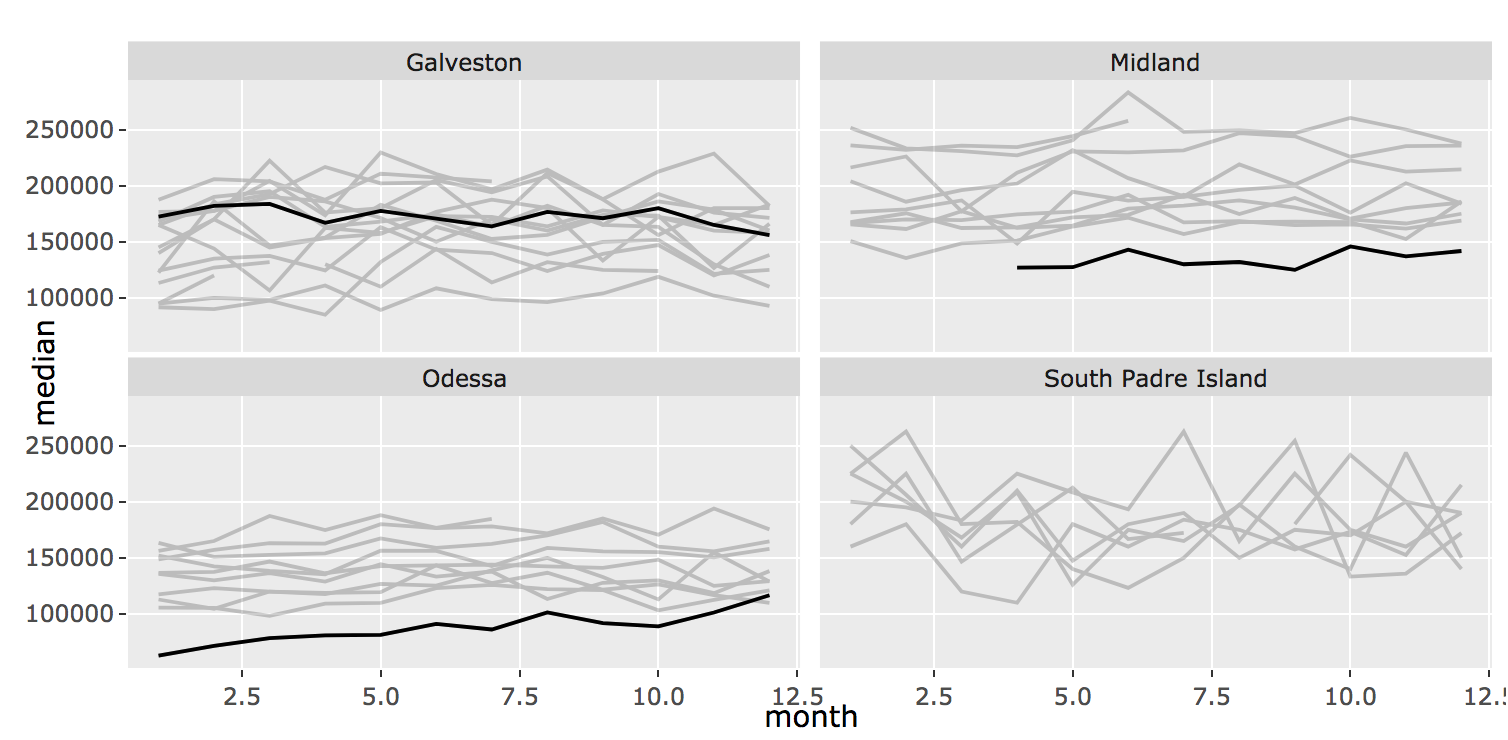 Galveston Midland
250000
200000
150000
100000
median
Odessa South Padre Island
250000
200000
150000
100000
2.5 5.0 7.5 10.0 12.5 2.5 5.0 7.5 10.0 12.5
month